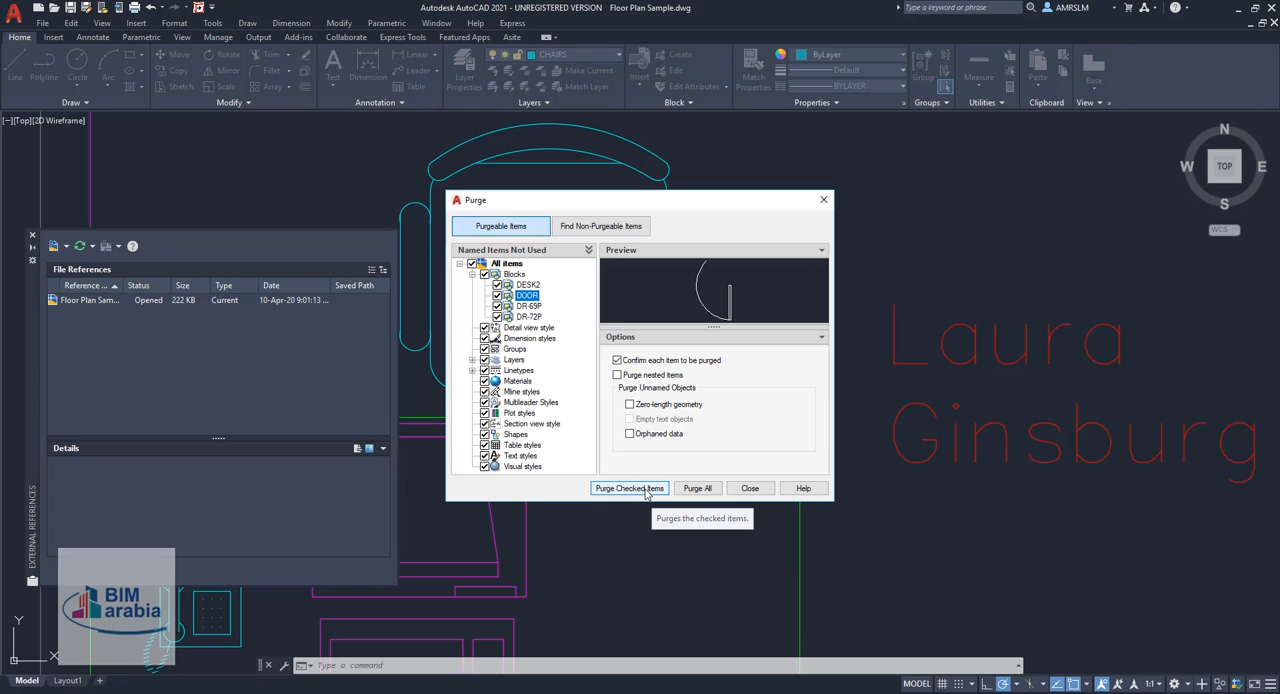 Autodesk AutoCAD 2021 - UNREGISTERED VERSION Floor Plan Sample.dwg
Type a keyword or phrase
AMRSLM
File Edit View Insert Format Tools Draw Dimension Modify Parametric Window Help Express
Home Insert Annotate Parametric View Manage Output Add-ins Collaborate Express Tools Featured Apps Asite
Line Polyline Circle Arc
Move Rotate Trim
Copy Mirror Fillet
Stretch Scale Array
Text Dimension
Linear
Leader
Table
Layer Properties
CHAIRS
Make Current
Match Layer
Insert
Create
Edit
Edit Attributes
Match Properties
ByLayer
Default
BYLAYER
Group
Measure
Paste
Base
Draw Modify Annotation Layers Block Properties Groups Utilities Clipboard View
[−][Top][2D Wireframe]
N
W TOP E
S
WCS
File References
Reference ... Status Size Type Date Saved Path
Floor Plan Sam... Opened 222 KB Current 10-Apr-20 9:01:13 ...
Details
EXTERNAL REFERENCES
Purge
Purgeable Items Find Non-Purgeable Items
Named Items Not Used
All items
Blocks
DESK2
DOOR
DR-69P
DR-72P
Detail view style
Dimension styles
Groups
Layers
Linetypes
Materials
Mline styles
Multileader Styles
Plot styles
Section view style
Shapes
Table styles
Text styles
Visual styles
Preview
Options
Confirm each item to be purged
Purge nested items
Purge Unnamed Objects
Zero-length geometry
Empty text objects
Orphaned data
Purge Checked Items Purge All Close Help
Purges the checked items.
Laura
Ginsburg
BIM
arabia
Y
X
Type a command
Model Layout1 +
MODEL 1:1